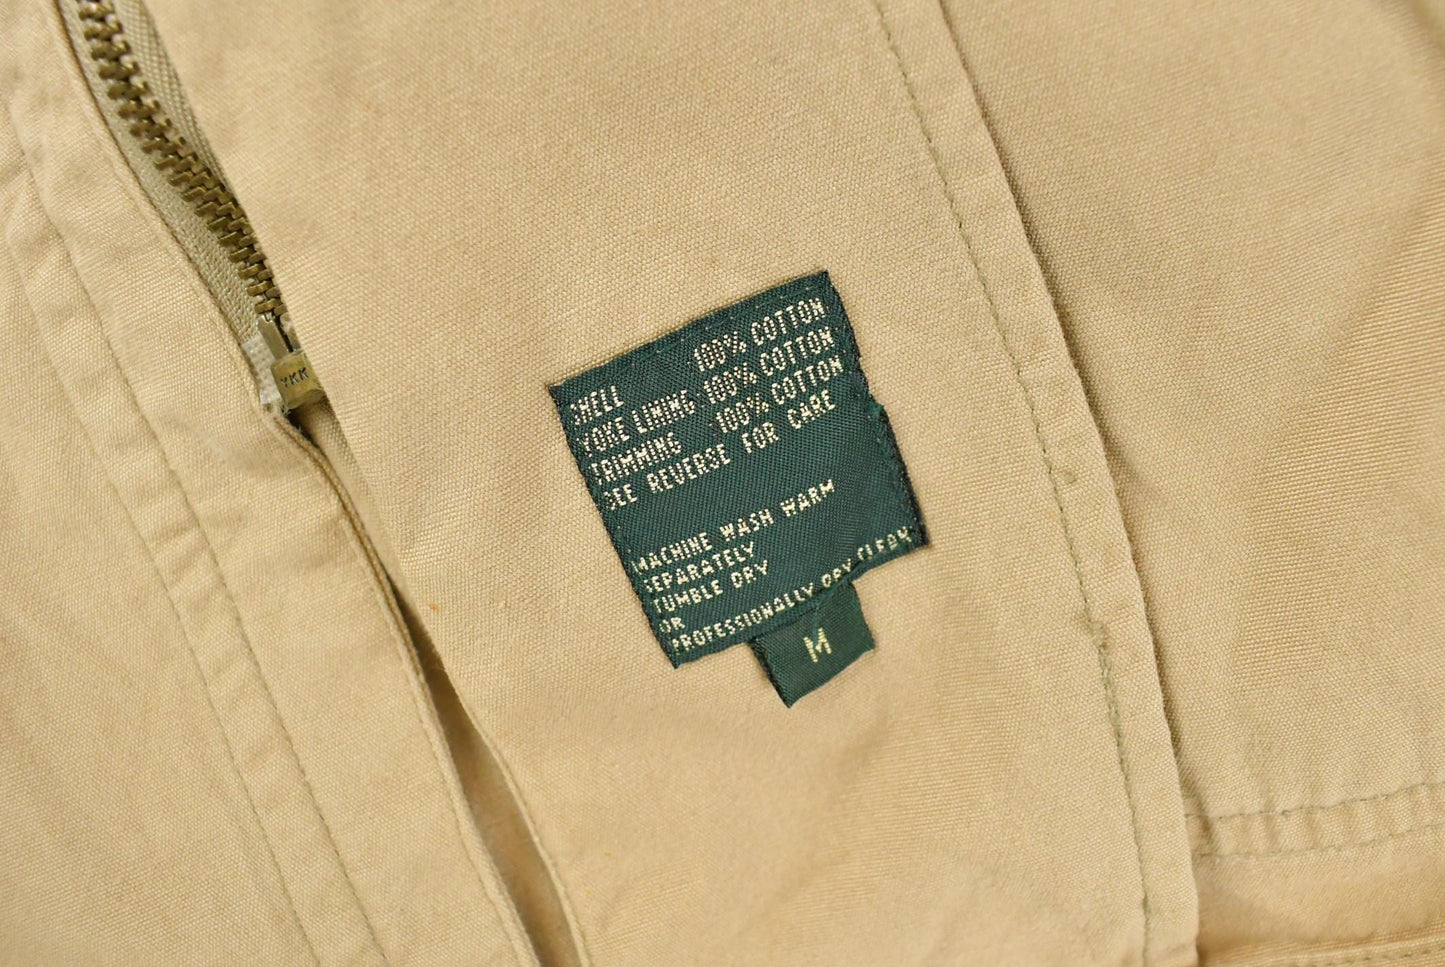 YKK
SHELL 100% COTTON
YOKE LINING 100% COTTON
TRIMMING 100% COTTON
SEE REVERSE FOR CARE
MACHINE WASH WARM
SEPARATELY
TUMBLE DRY
OR
PROFESSIONALLY DRY CLEAN
M